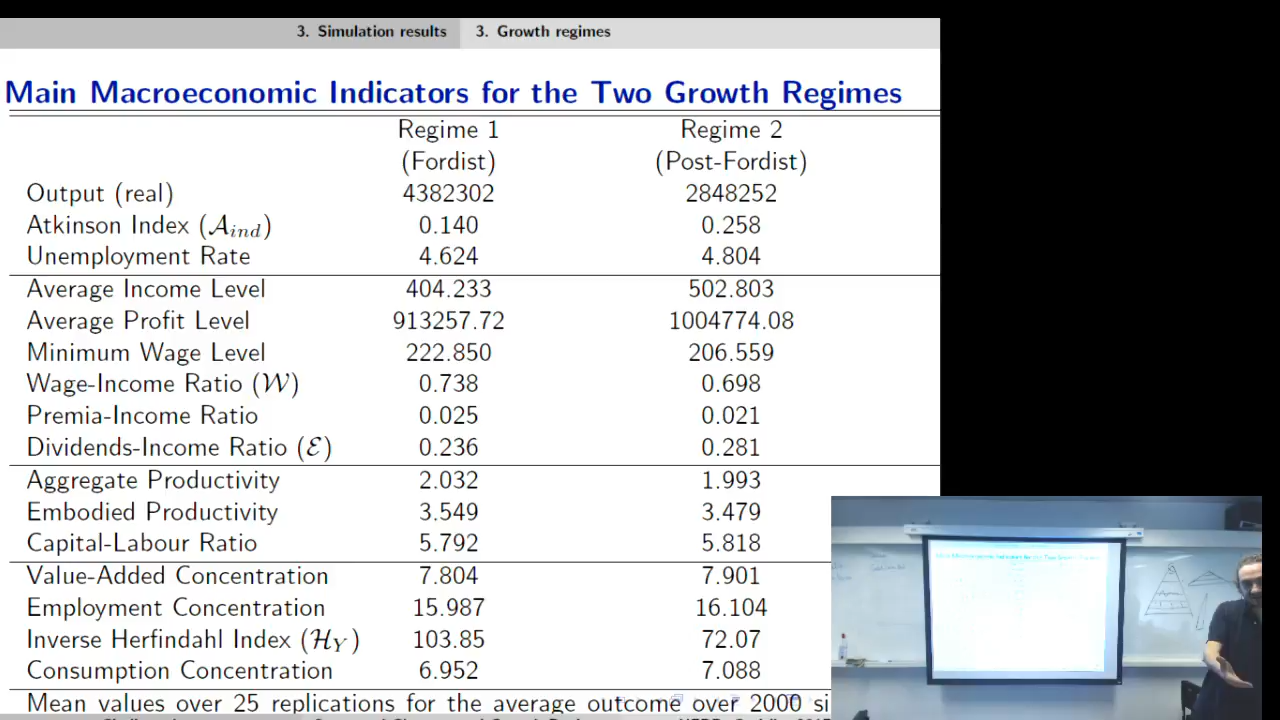 3. Simulation results 3. Growth regimes
Main Macroeconomic Indicators for the Two Growth Regimes
Regime 1 Regime 2
(Fordist) (Post-Fordist)
Output (real) 4382302 2848252
Atkinson Index (𝒜ind) 0.140 0.258
Unemployment Rate 4.624 4.804
Average Income Level 404.233 502.803
Average Profit Level 913257.72 1004774.08
Minimum Wage Level 222.850 206.559
Wage-Income Ratio (𝒲) 0.738 0.698
Premia-Income Ratio 0.025 0.021
Dividends-Income Ratio (ℰ) 0.236 0.281
Aggregate Productivity 2.032 1.993
Embodied Productivity 3.549 3.479
Capital-Labour Ratio 5.792 5.818
Value-Added Concentration 7.804 7.901
Employment Concentration 15.987 16.104
Inverse Herfindahl Index (ℋY) 103.85 72.07
Consumption Concentration 6.952 7.088
Mean values over 25 replications for the average outcome over 2000 si